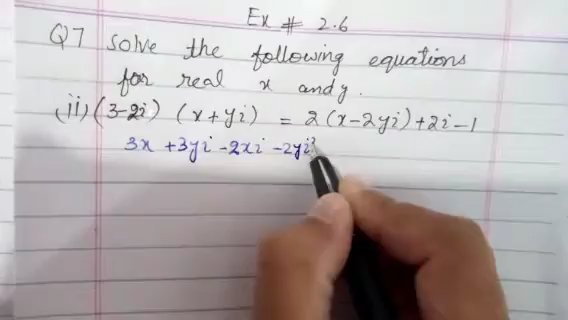 Ex # 2.6
Q7 Solve the following equations
for real x and y.
(ii) (3-2i) (x+yi) = 2(x-2yi)+2i-1
3x +3yi -2xi -2yi²